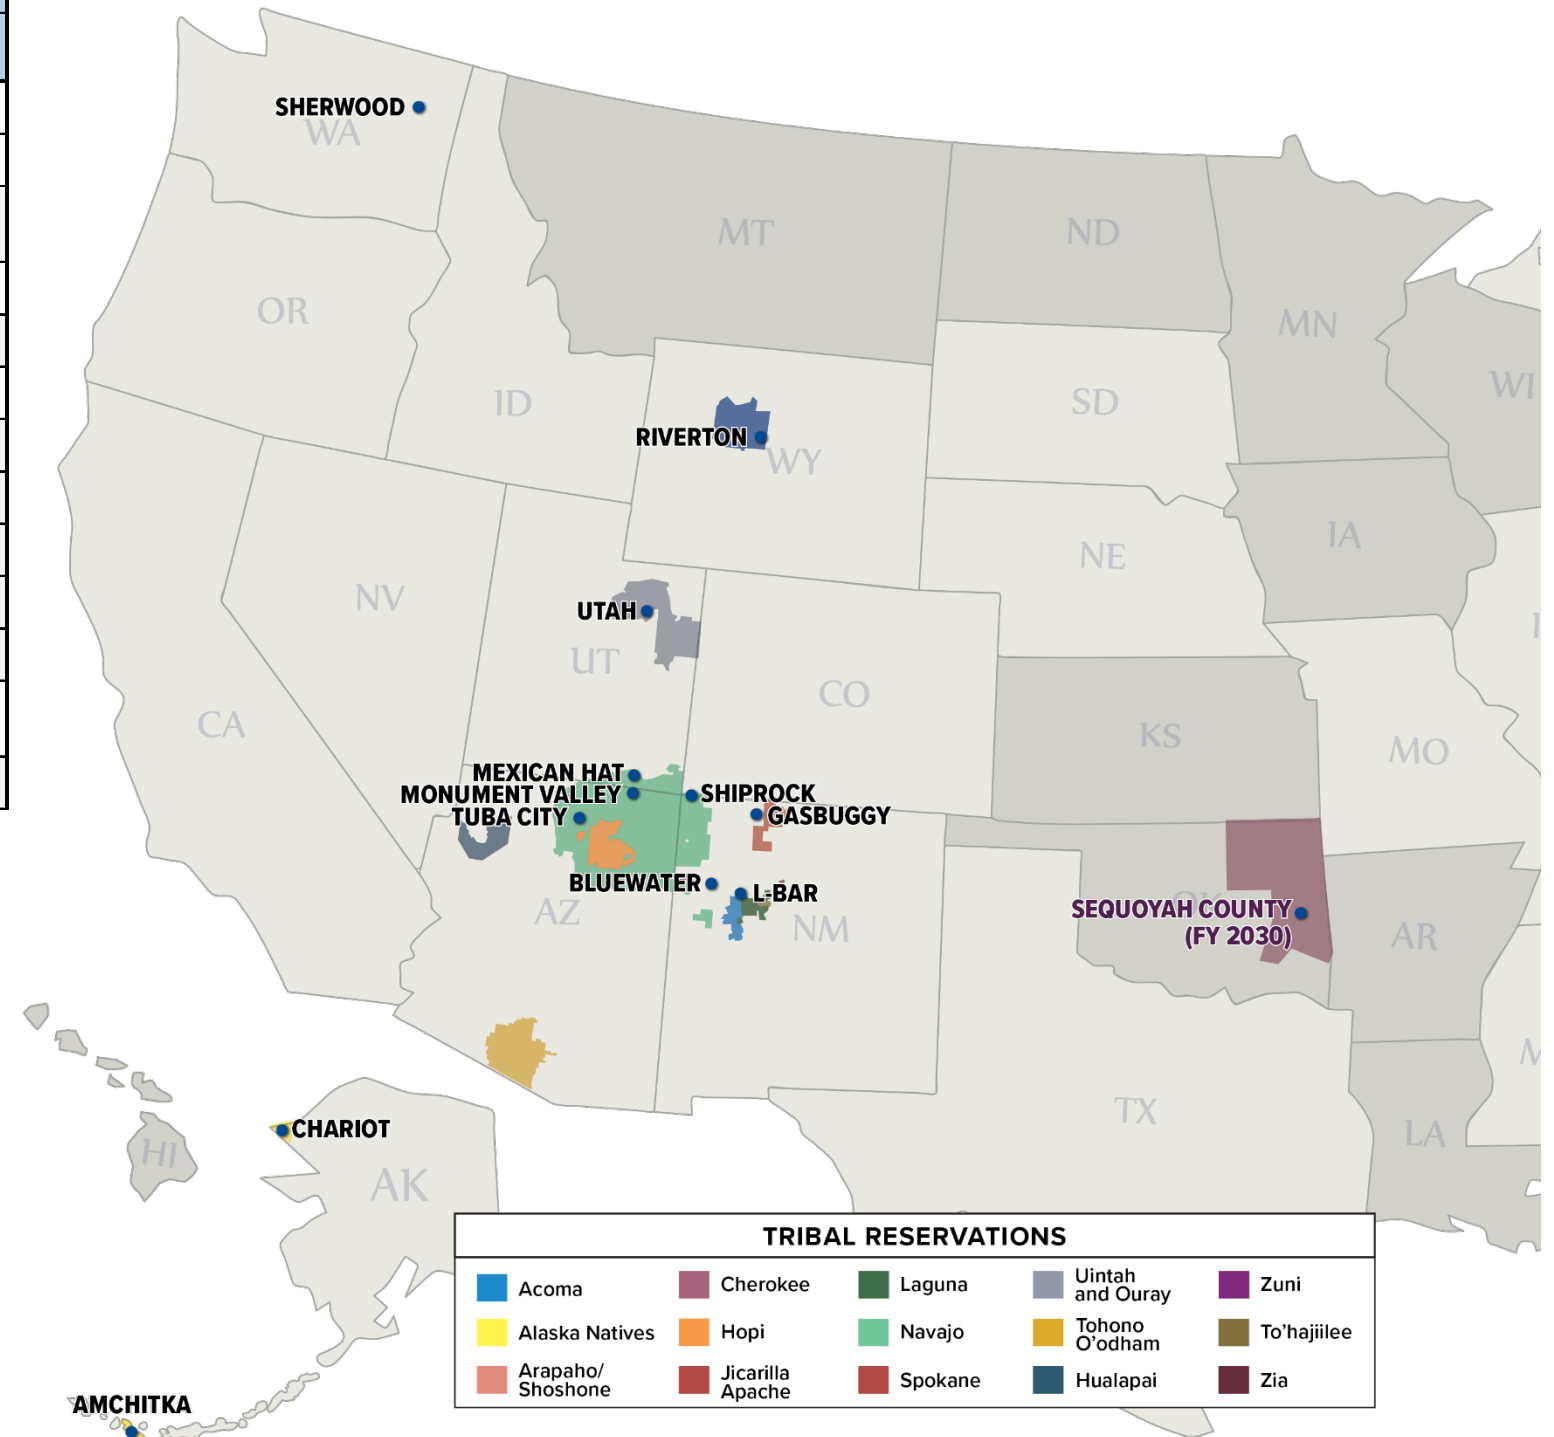 SHERWOOD
WA
MT
ND
MN
OR
ID
SD
WI
RIVERTON
WY
IA
NE
NV
UTAH
UT
CO
KS
MO
CA
MEXICAN HAT
MONUMENT VALLEY
SHIPROCK
TUBA CITY
GASBUGGY
BLUEWATER
L-BAR
AZ
NM
OK
SEQUOYAH COUNTY
(FY 2030)
AR
TX
LA
HI
CHARIOT
AK
AMCHITKA
TRIBAL RESERVATIONS
Acoma
Cherokee
Laguna
Uintah
and Ouray
Zuni
Alaska Natives
Hopi
Navajo
Tohono
O'odham
To'hajiilee
Arapaho/
Shoshone
Jicarilla
Apache
Spokane
Hualapai
Zia